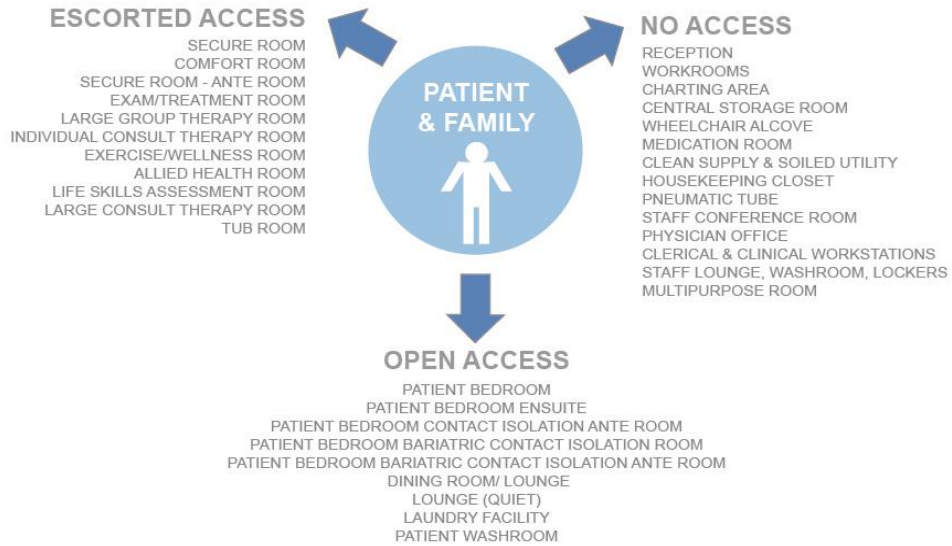 ESCORTED ACCESS
SECURE ROOM
COMFORT ROOM
SECURE ROOM - ANTE ROOM
EXAM/TREATMENT ROOM
LARGE GROUP THERAPY ROOM
INDIVIDUAL CONSULT THERAPY ROOM
EXERCISE/WELLNESS ROOM
ALLIED HEALTH ROOM
LIFE SKILLS ASSESSMENT ROOM
LARGE CONSULT THERAPY ROOM
TUB ROOM
PATIENT
& FAMILY
NO ACCESS
RECEPTION
WORKROOMS
CHARTING AREA
CENTRAL STORAGE ROOM
WHEELCHAIR ALCOVE
MEDICATION ROOM
CLEAN SUPPLY & SOILED UTILITY
HOUSEKEEPING CLOSET
PNEUMATIC TUBE
STAFF CONFERENCE ROOM
PHYSICIAN OFFICE
CLERICAL & CLINICAL WORKSTATIONS
STAFF LOUNGE, WASHROOM, LOCKERS
MULTIPURPOSE ROOM
OPEN ACCESS
PATIENT BEDROOM
PATIENT BEDROOM ENSUITE
PATIENT BEDROOM CONTACT ISOLATION ANTE ROOM
PATIENT BEDROOM BARIATRIC CONTACT ISOLATION ROOM
PATIENT BEDROOM BARIATRIC CONTACT ISOLATION ANTE ROOM
DINING ROOM/ LOUNGE
LOUNGE (QUIET)
LAUNDRY FACILITY
PATIENT WASHROOM